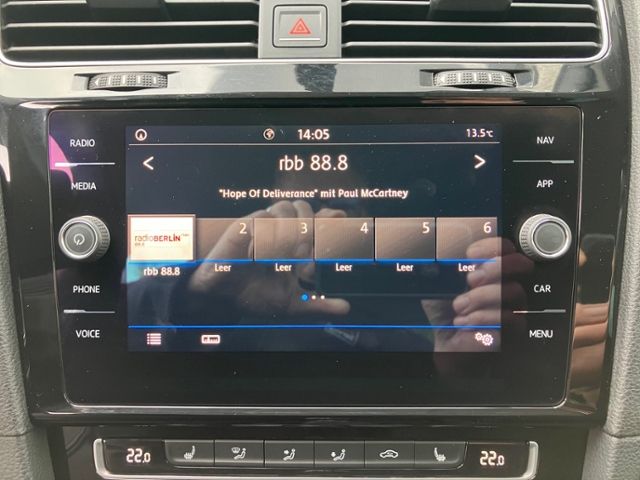 14:05
13.5°C
RADIO
NAV
< rbb 88.8 >
MEDIA
APP
"Hope Of Deliverance" mit Paul McCartney
2 3 4 5 6
radioBERLIN
rbb 88.8 Leer Leer Leer Leer Leer
PHONE
CAR
VOICE
MENU
22.0
22.0